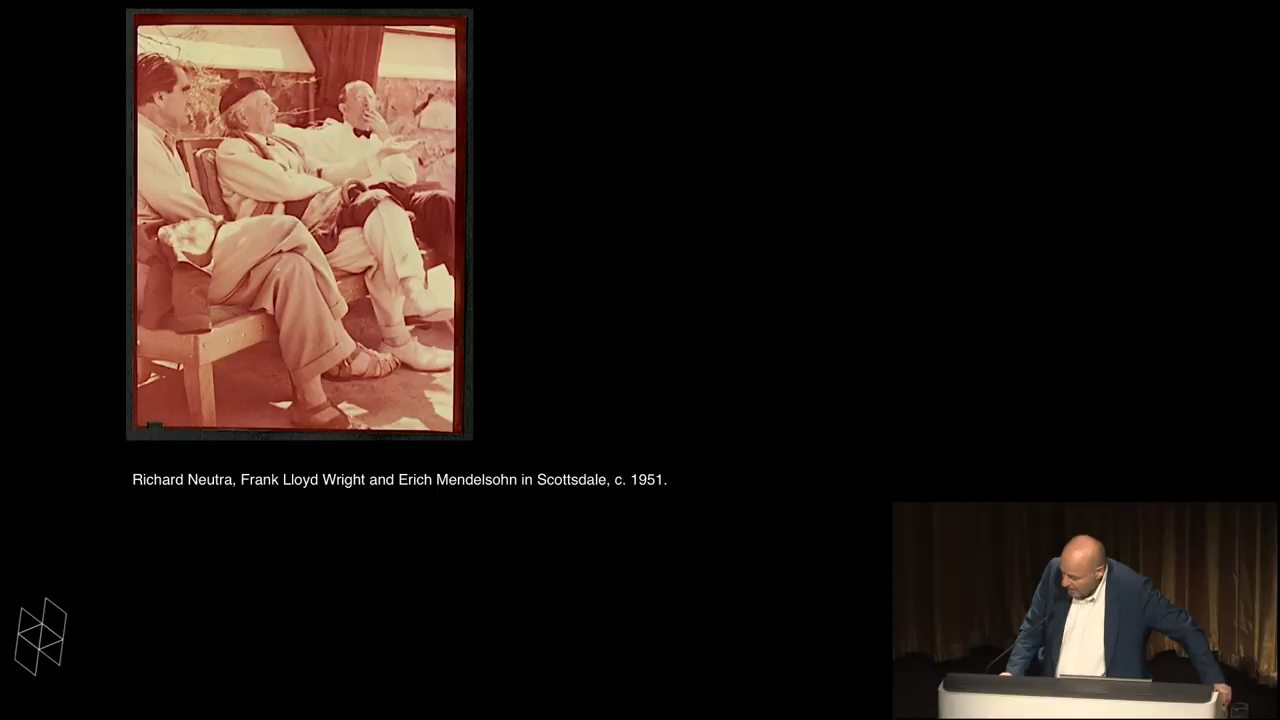 Richard Neutra, Frank Lloyd Wright and Erich Mendelsohn in Scottsdale, c. 1951.